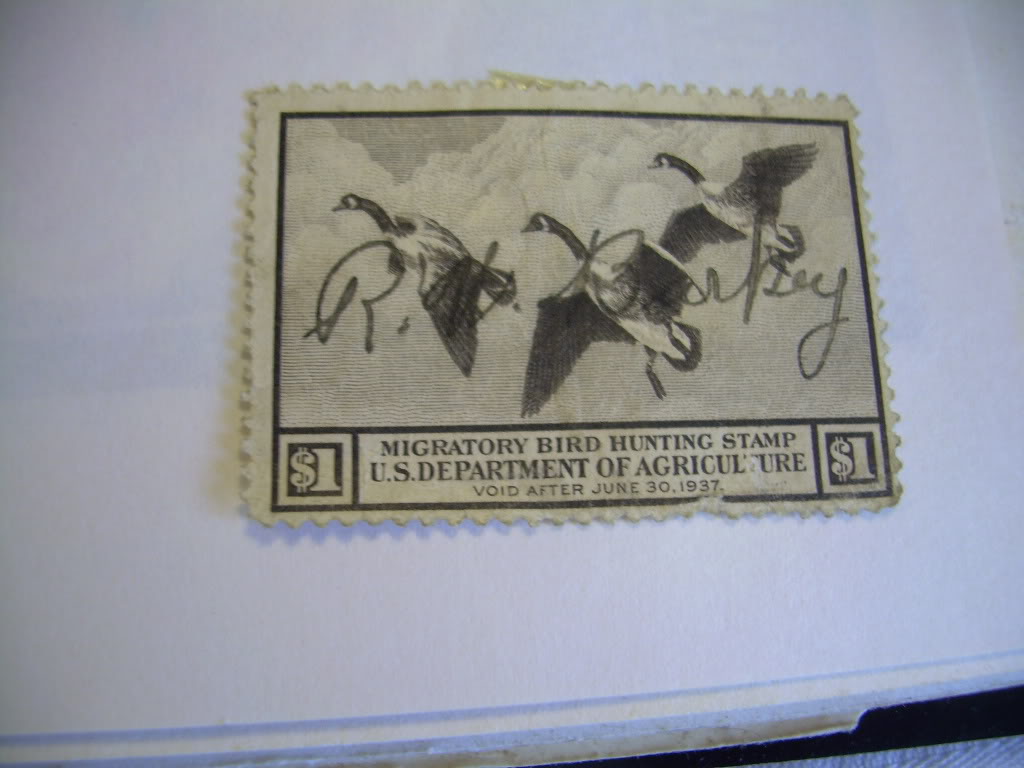 R.
$1 MIGRATORY BIRD HUNTING STAMP $1
U.S. DEPARTMENT OF AGRICULTURE
VOID AFTER JUNE 30, 1937.